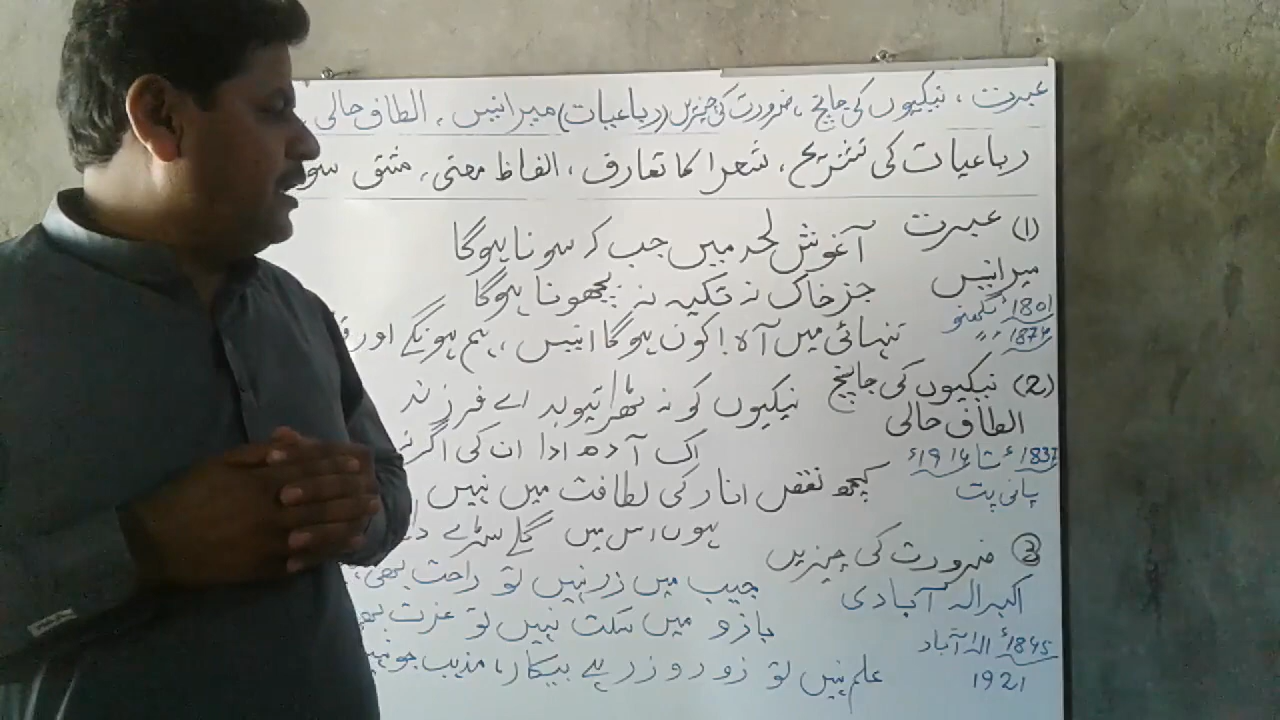 عبرت، نیکیوں کی جانچ، ضرورت کی چیزیں (رباعیات) میرانیس، الطاف حالی،
رباعیات کی تشریح، شعرا کا تعارف، الفاظ معنی، مشق سو
(1) عبرت
آغوش لحد میں جب کہ سونا ہوگا
میرانیس
جز خاک نہ تکیہ نہ بچھونا ہوگا
1801ء لکھنو
1874ء 〃
تنہائی میں آہ! کون ہوگا انیس، ہم ہونگے اور
(2) نیکیوں کی جانچ
نیکیوں کو نہ ٹھرائیو بد اے فرزند
الطاف حالی
اک آدھ ادا ان کی اگر
1837ء تا 1914ء
پانی پت
کچھ نقص انار کی لطافت میں نہیں
ہوں اس میں گلے سڑے
3 ضرورت کی چیزیں
جیب میں زر نہیں تو راحت بھی
اکبر الہ آبادی
بازو میں سکت نہیں تو عزت بھی
1845ء الہ آباد
1921
علم نہیں تو زور و زر ہے بیکار، مذہب جو نہیں